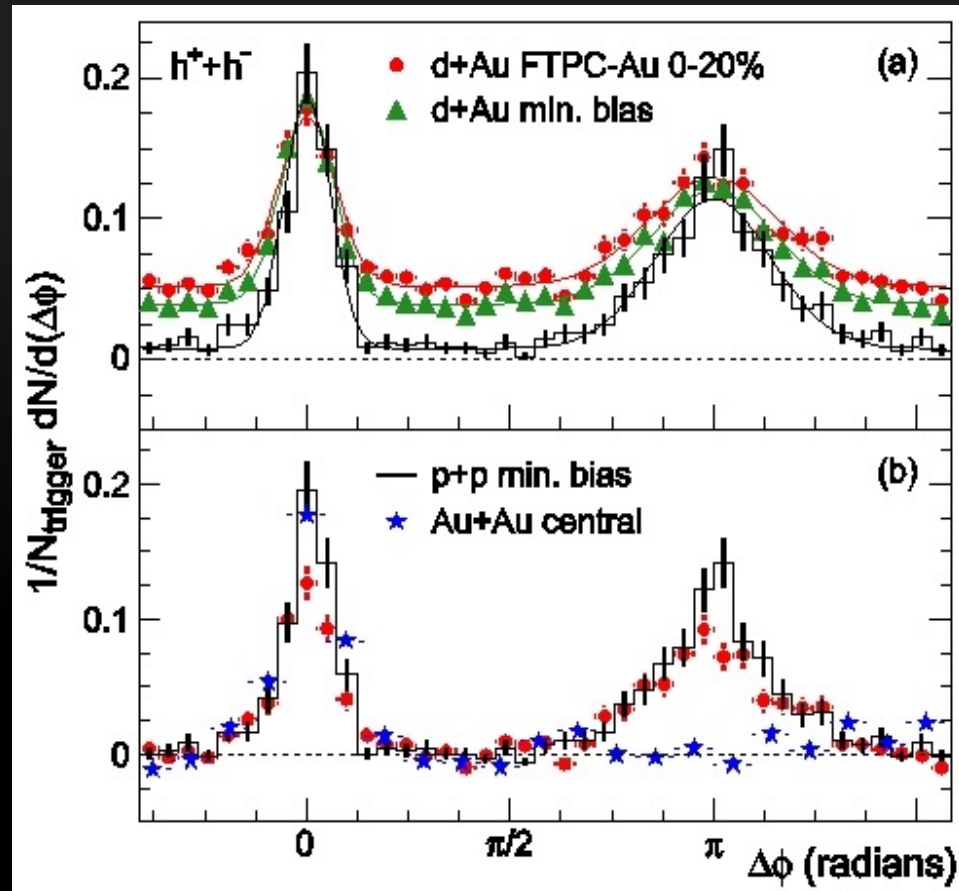 h⁺+h⁻
d+Au FTPC-Au 0-20%
(a)
d+Au min. bias
0.2
0.1
0
1/N_trigger dN/d(Δϕ)
p+p min. bias
(b)
Au+Au central
0.2
0.1
0
0
π/2
π
Δϕ (radians)